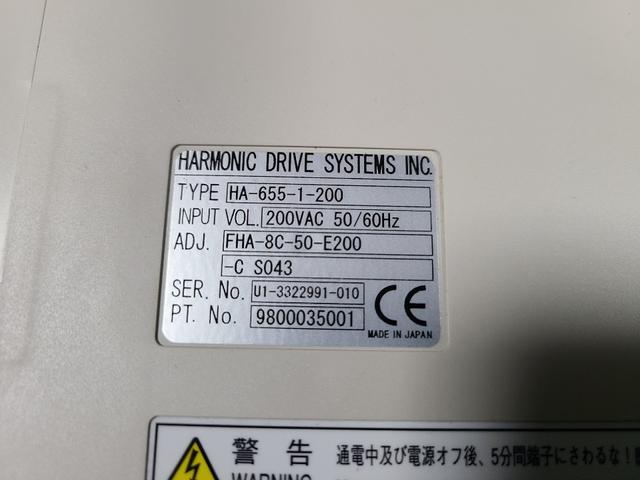 HARMONIC DRIVE SYSTEMS INC.
TYPE HA-655-1-200
INPUT VOL. 200VAC 50/60Hz
ADJ. FHA-8C-50-E200
-C S043
SER. No. U1-3322991-010
PT. No. 9800035001
CE
MADE IN JAPAN
警告 通電中及び電源オフ後、5分間端子にさわるな!
WARNING